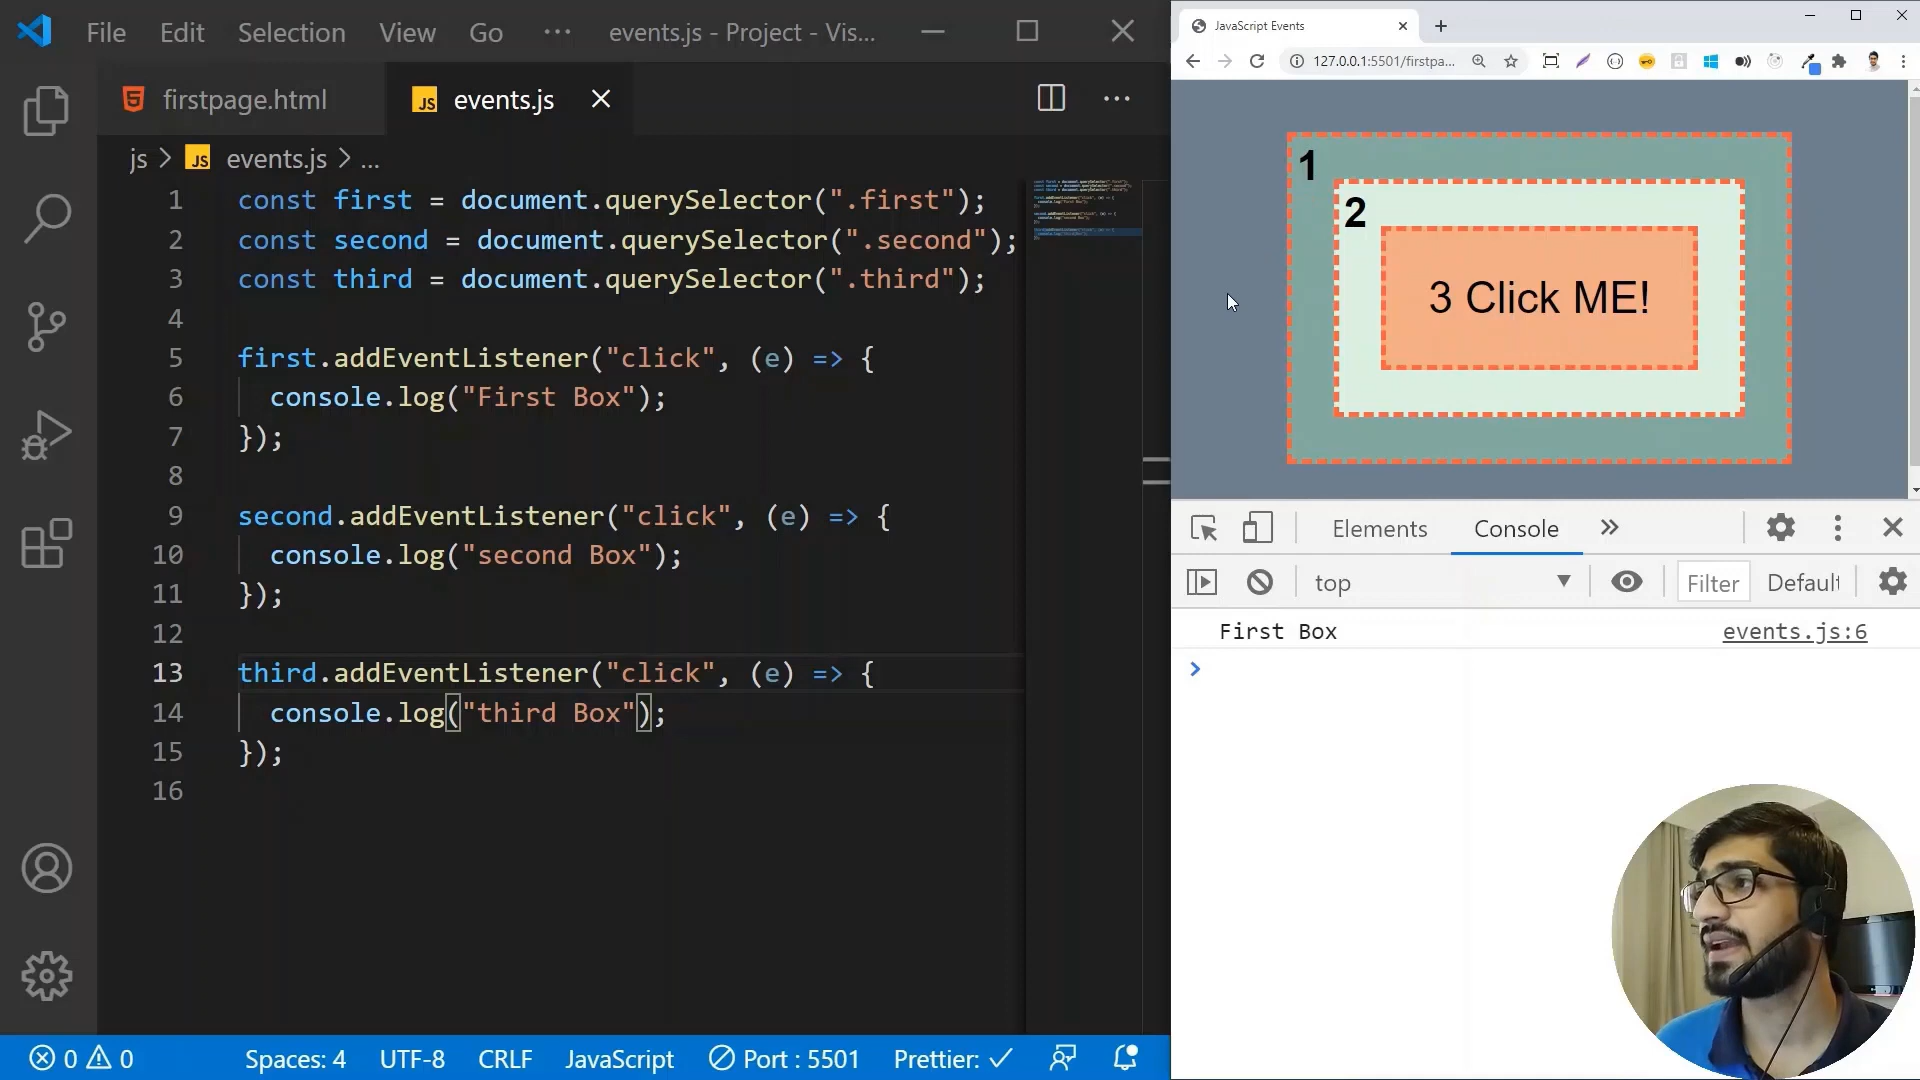 File Edit Selection View Go ··· events.js - Project - Vis...
firstpage.html
JS events.js
js > JS events.js > ...
1 const first = document.querySelector(".first");
2 const second = document.querySelector(".second");
3 const third = document.querySelector(".third");
4
5 first.addEventListener("click", (e) => {
6 console.log("First Box");
7 });
8
9 second.addEventListener("click", (e) => {
10 console.log("second Box");
11 });
12
13 third.addEventListener("click", (e) => {
14 console.log("third Box");
15 });
16
0 0 Spaces: 4 UTF-8 CRLF JavaScript Port : 5501 Prettier: ✓
JavaScript Events
127.0.0.1:5501/firstpa...
1
2
3 Click ME!
Elements Console »
top Filter Default
First Box events.js:6
>